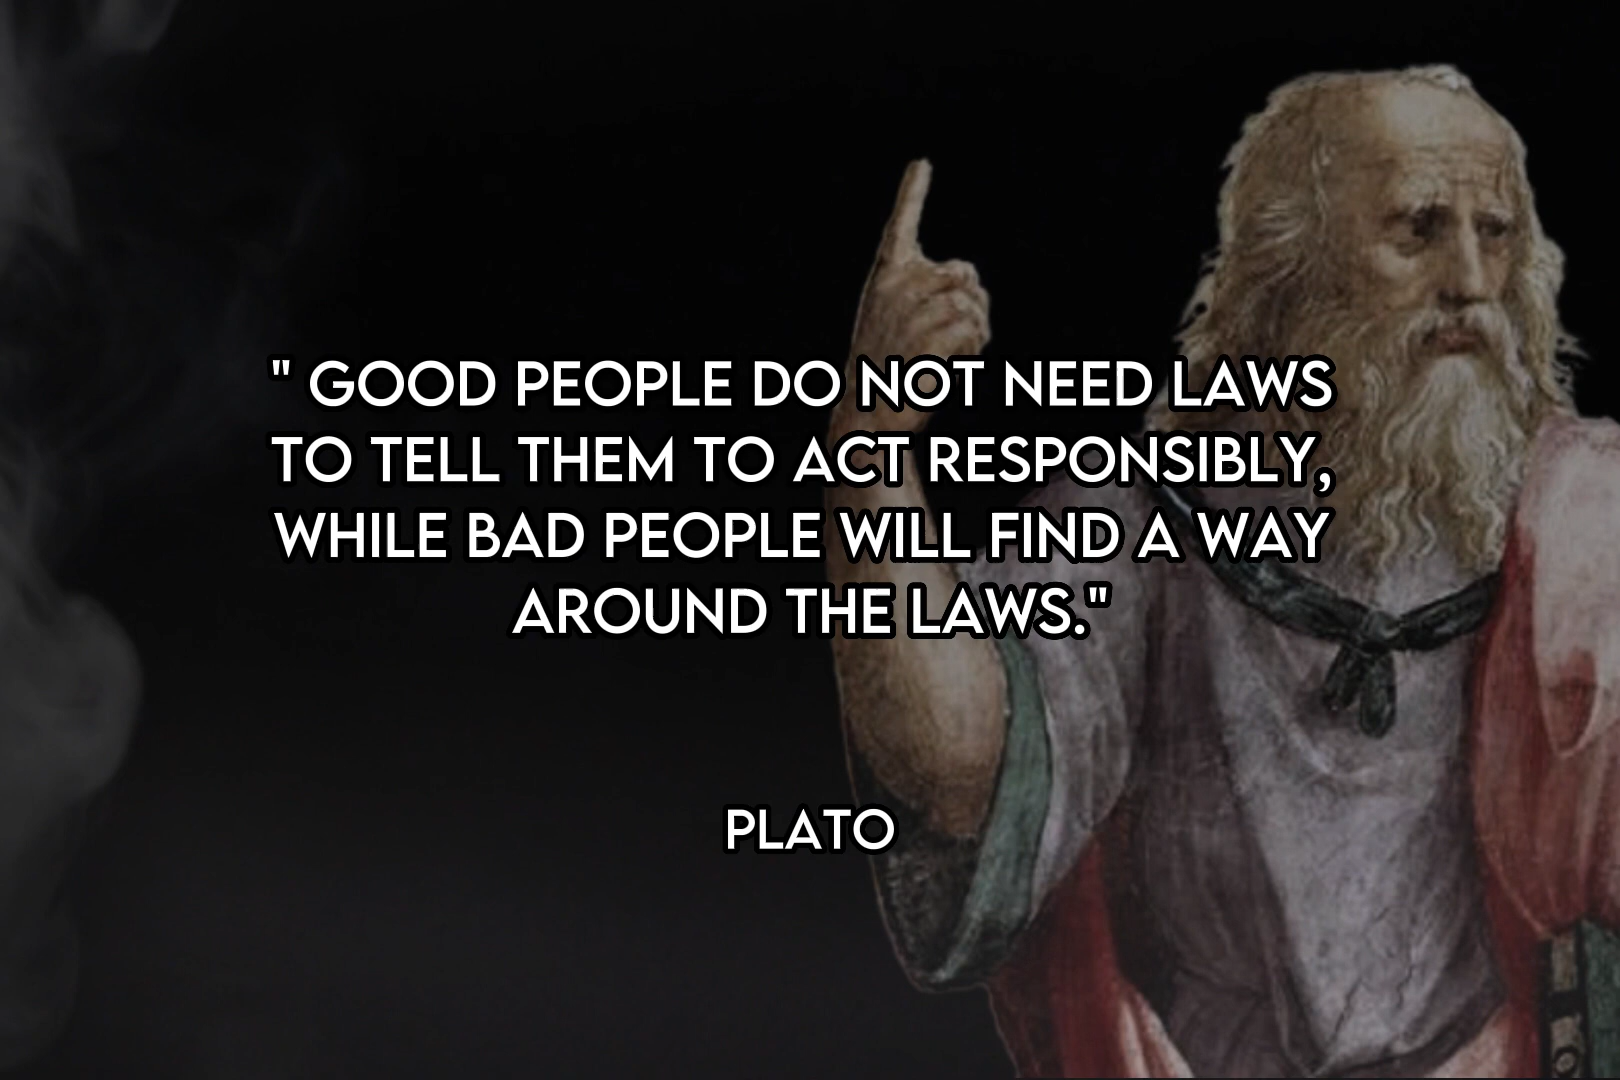 " GOOD PEOPLE DO NOT NEED LAWS
TO TELL THEM TO ACT RESPONSIBLY,
WHILE BAD PEOPLE WILL FIND A WAY
AROUND THE LAWS."
PLATO